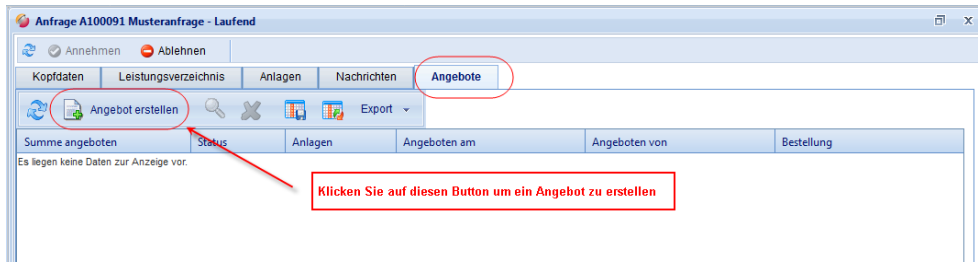 Anfrage A100091 Musteranfrage - Laufend
Annehmen Ablehnen
Kopfdaten Leistungsverzeichnis Anlagen Nachrichten Angebote
Angebot erstellen Export
Summe angeboten Status Anlagen Angeboten am Angeboten von Bestellung
Es liegen keine Daten zur Anzeige vor.
Klicken Sie auf diesen Button um ein Angebot zu erstellen